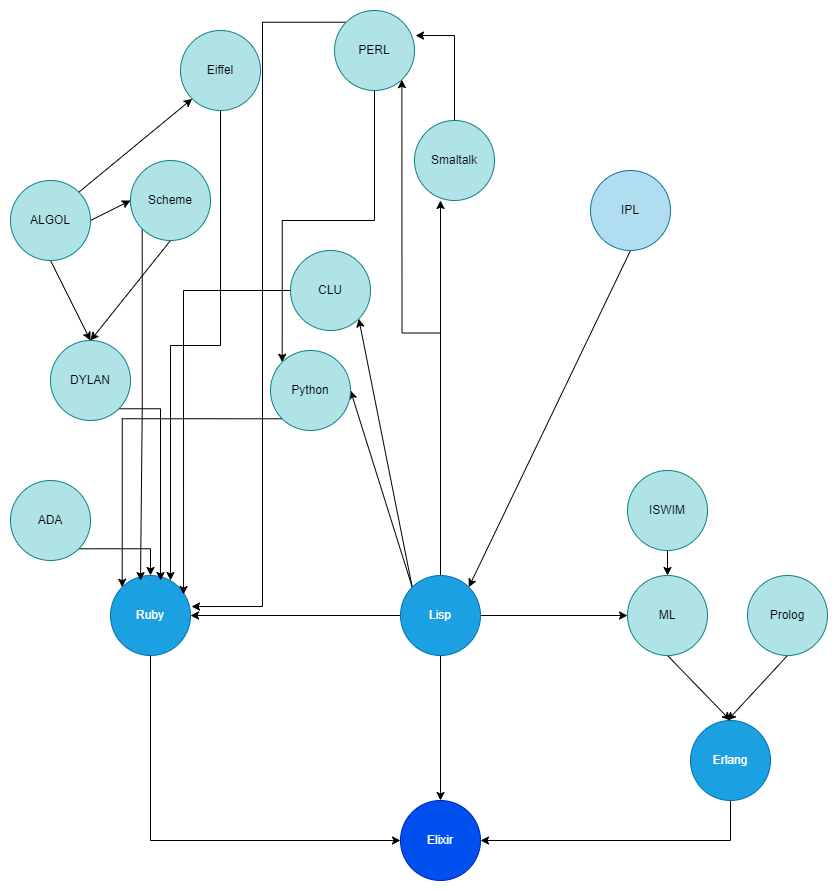 PERL
Eiffel
Smaltalk
Scheme
IPL
ALGOL
CLU
DYLAN
Python
ISWIM
ADA
Ruby
Lisp
ML
Prolog
Erlang
Elixir